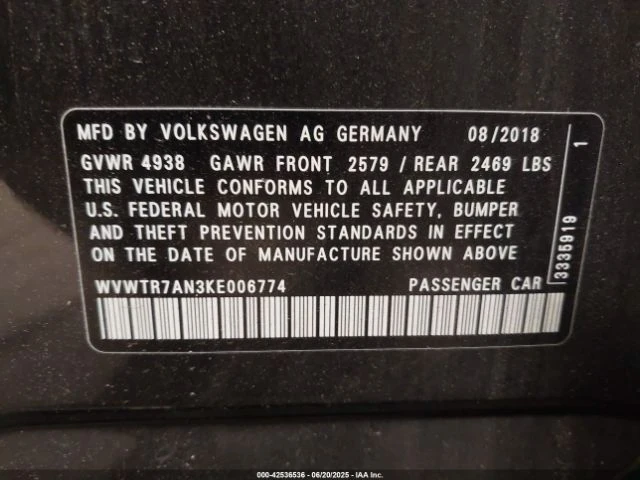 MFD BY VOLKSWAGEN AG GERMANY 08/2018
GVWR 4938 GAWR FRONT 2579 / REAR 2469 LBS
THIS VEHICLE CONFORMS TO ALL APPLICABLE
U.S. FEDERAL MOTOR VEHICLE SAFETY, BUMPER
AND THEFT PREVENTION STANDARDS IN EFFECT
ON THE DATE OF MANUFACTURE SHOWN ABOVE
WVWTR7AN3KE006774 PASSENGER CAR
3335919 1
000-42536536 - 06/20/2025 - IAA Inc.